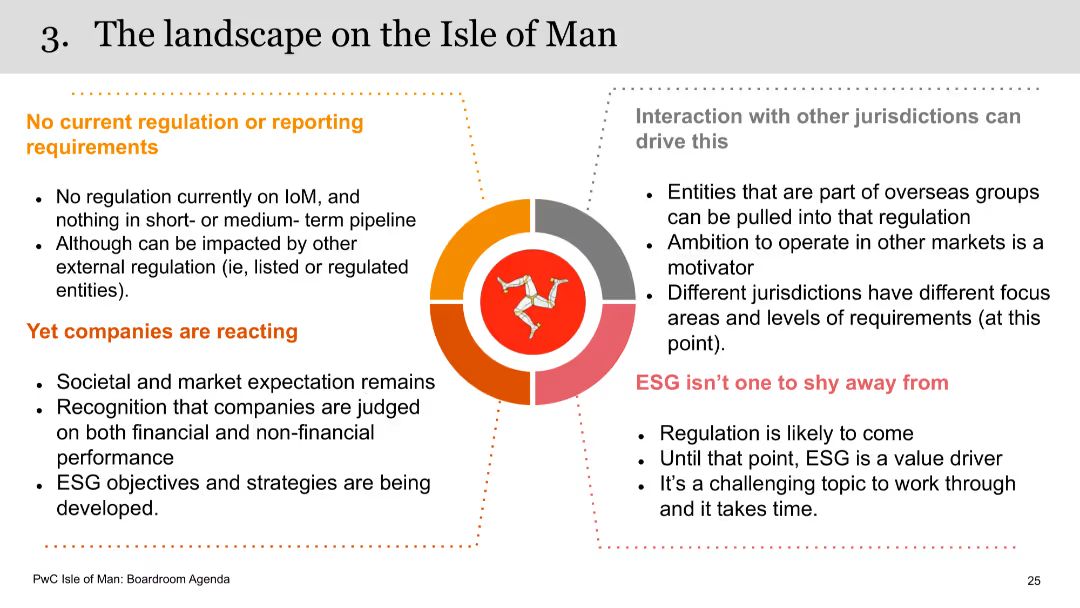 3. The landscape on the Isle of Man
No current regulation or reporting
requirements
• No regulation currently on IoM, and
nothing in short- or medium- term pipeline
• Although can be impacted by other
external regulation (ie, listed or regulated
entities).
Yet companies are reacting
• Societal and market expectation remains
• Recognition that companies are judged
on both financial and non-financial
performance
• ESG objectives and strategies are being
developed.
Interaction with other jurisdictions can
drive this
• Entities that are part of overseas groups
can be pulled into that regulation
• Ambition to operate in other markets is a
motivator
• Different jurisdictions have different focus
areas and levels of requirements (at this
point).
ESG isn’t one to shy away from
• Regulation is likely to come
• Until that point, ESG is a value driver
• It’s a challenging topic to work through
and it takes time.
PwC Isle of Man: Boardroom Agenda
25